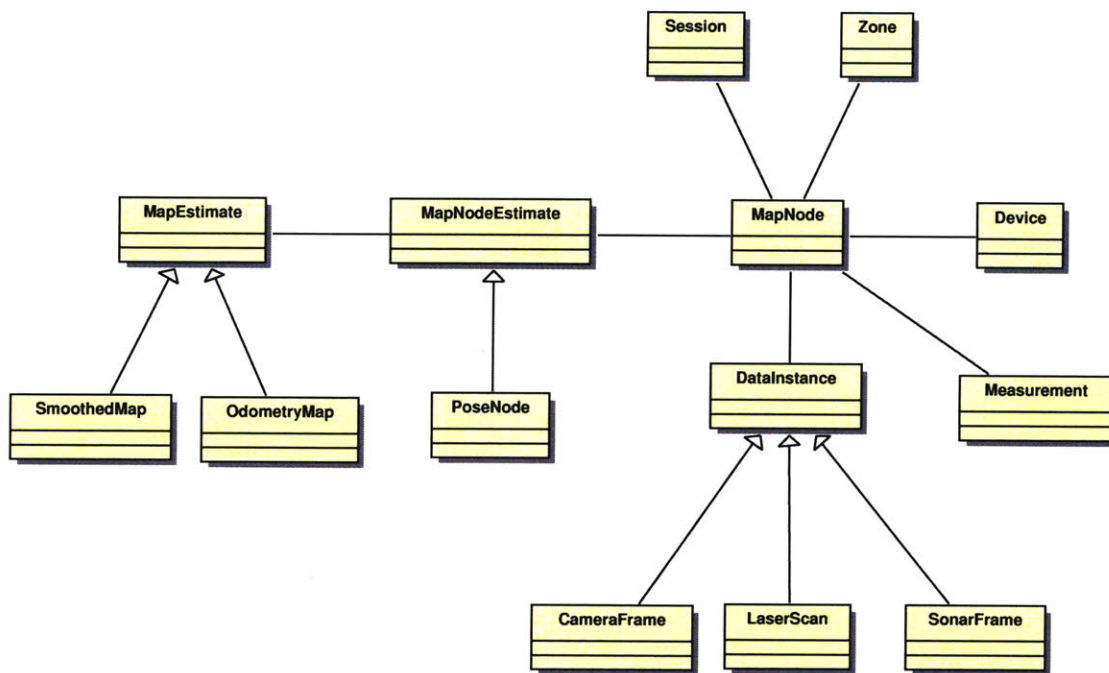 Session
Zone
MapEstimate
MapNodeEstimate
MapNode
Device
DataInstance
Measurement
SmoothedMap
OdometryMap
PoseNode
CameraFrame
LaserScan
SonarFrame